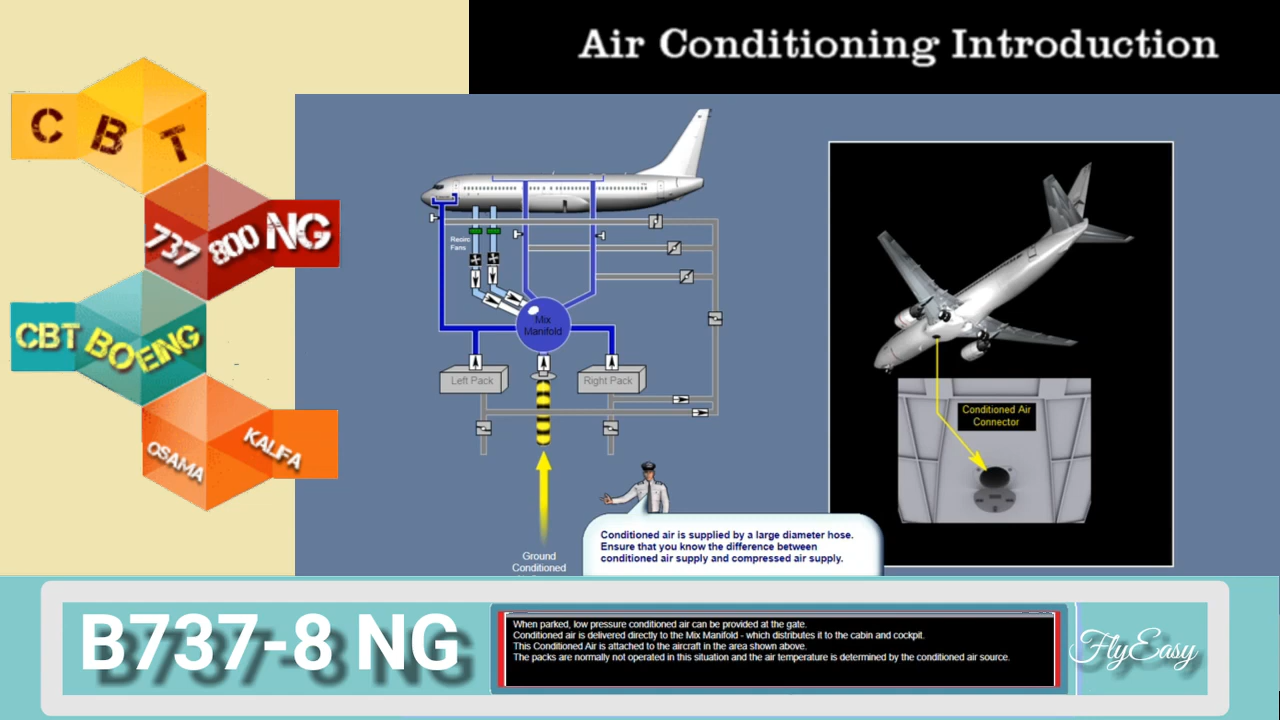 Air Conditioning Introduction
CBT
737 800 NG
CBT BOEING
OSAMA KALIFA
Recirc
Fans
Mix
Manifold
Left Pack
Right Pack
Ground
Conditioned
Conditioned Air
Connector
Conditioned air is supplied by a large diameter hose.
Ensure that you know the difference between
conditioned air supply and compressed air supply.
B737-8 NG
When parked, low pressure conditioned air can be provided at the gate.
Conditioned air is delivered directly to the Mix Manifold - which distributes it to the cabin and cockpit.
This Conditioned Air is attached to the aircraft in the area shown above.
The packs are normally not operated in this situation and the air temperature is determined by the conditioned air source.
FlyEasy